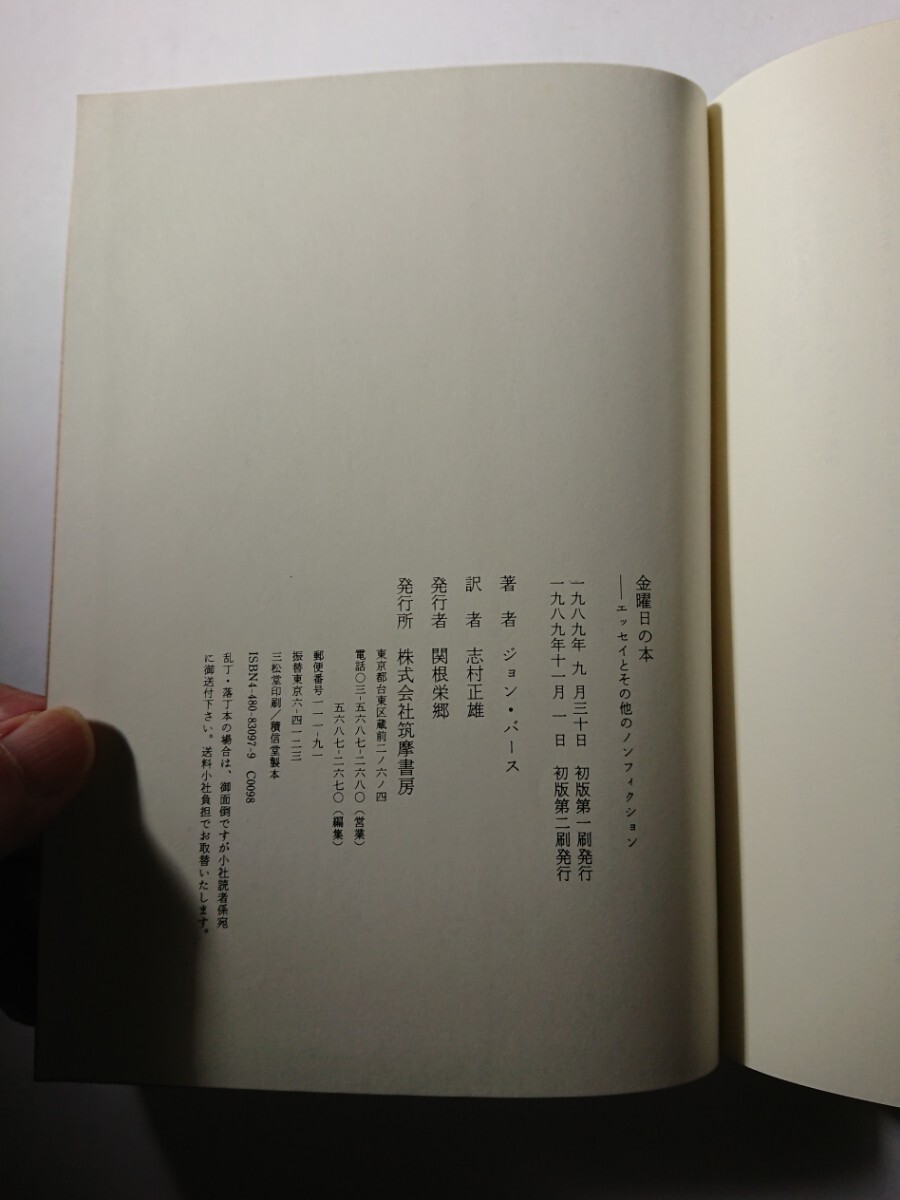 金曜日の本
――エッセイとその他のノンフィクション
一九八九年 九 月三十日 初版第一刷発行
一九八九年十一月 一 日 初版第二刷発行
著 者 ジョン・バース
訳 者 志村正雄
発行者 関根栄郷
発行所 株式会社筑摩書房
東京都台東区蔵前二ノ六ノ四
電話〇三-五六八七-二六八〇(営業)
五六八七-二六七〇(編集)
郵便番号一一一-九一
振替東京六-四一二三
三松堂印刷／積信堂製本
ISBN4-480-83097-9 C0098
乱丁・落丁本の場合は、御面倒ですが小社読者係宛
に御送付下さい。送料小社負担でお取替いたします。